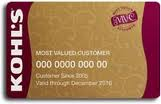 KOHL'S
MVC
MOST VALUED CUSTOMER
000 0000 000 00
Customer Since 2005
Valid through December 2016